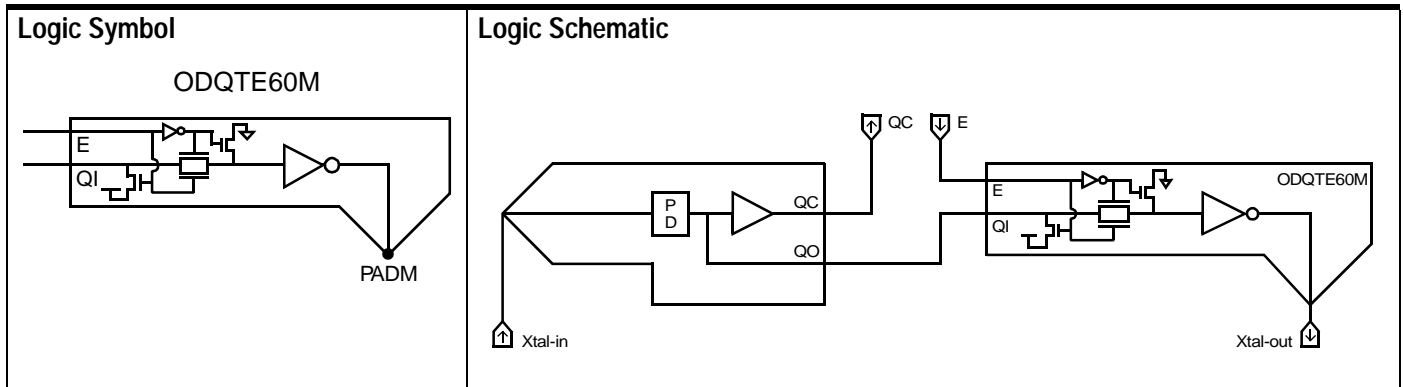 Logic Symbol
ODQTE60M
E
QI
PADM
Logic Schematic
QC
E
P
D
QC
QO
Xtal-in
E
QI
ODQTE60M
Xtal-out